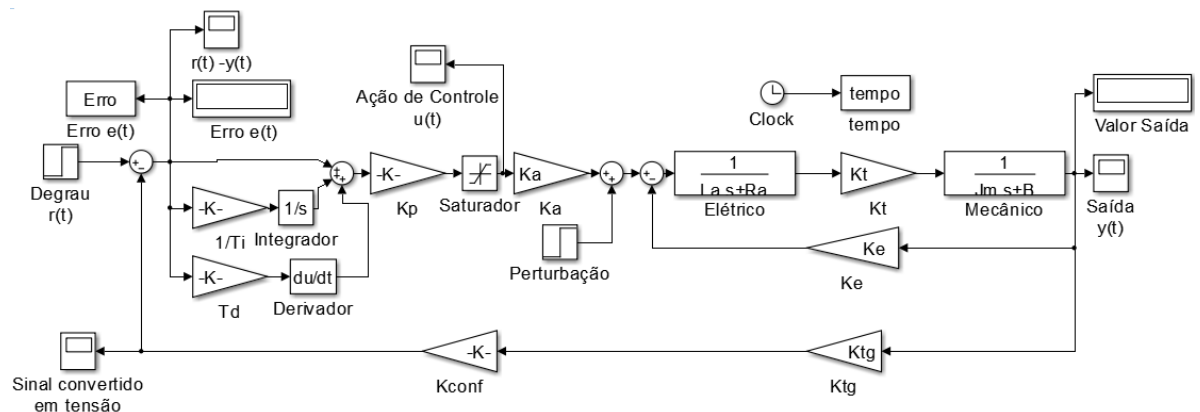 r(t) -y(t)
Erro
Erro e(t)
Erro e(t)
Ação de Controle
u(t)
Clock
tempo
tempo
Valor Saída
Degrau
r(t)
+
−
-K-
1/Ti
1/s
Integrador
-K-
Td
du/dt
Derivador
+
+
-K-
Kp
Saturador
Ka
Ka
+
+
Perturbação
+
−
1
La.s+Ra
Elétrico
Kt
Kt
1
Jm.s+B
Mecânico
Saída
y(t)
Ke
Ke
Sinal convertido
em tensão
-K-
Kconf
Ktg
Ktg